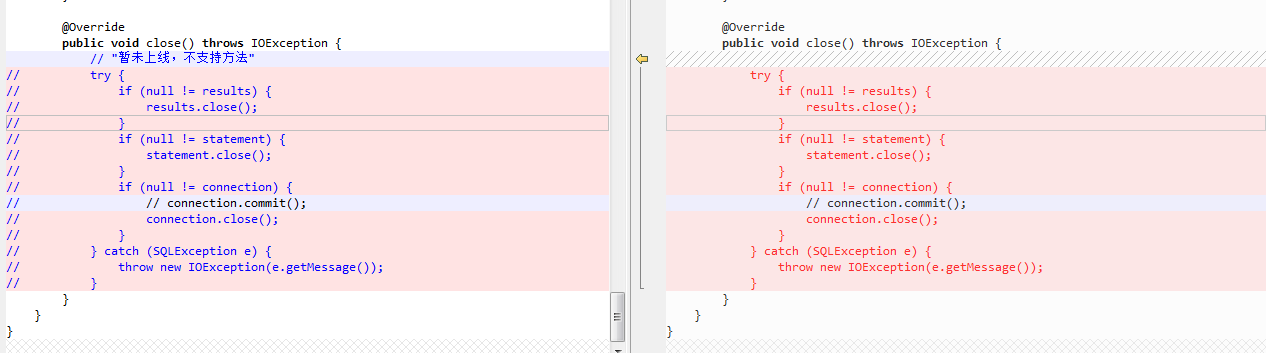 @Override
public void close() throws IOException {
// "暂未上线，不支持方法"
// try {
// if (null != results) {
// results.close();
// }
// if (null != statement) {
// statement.close();
// }
// if (null != connection) {
// // connection.commit();
// connection.close();
// }
// } catch (SQLException e) {
// throw new IOException(e.getMessage());
// }
}
}
}
@Override
public void close() throws IOException {
try {
if (null != results) {
results.close();
}
if (null != statement) {
statement.close();
}
if (null != connection) {
// connection.commit();
connection.close();
}
} catch (SQLException e) {
throw new IOException(e.getMessage());
}
}
}
}